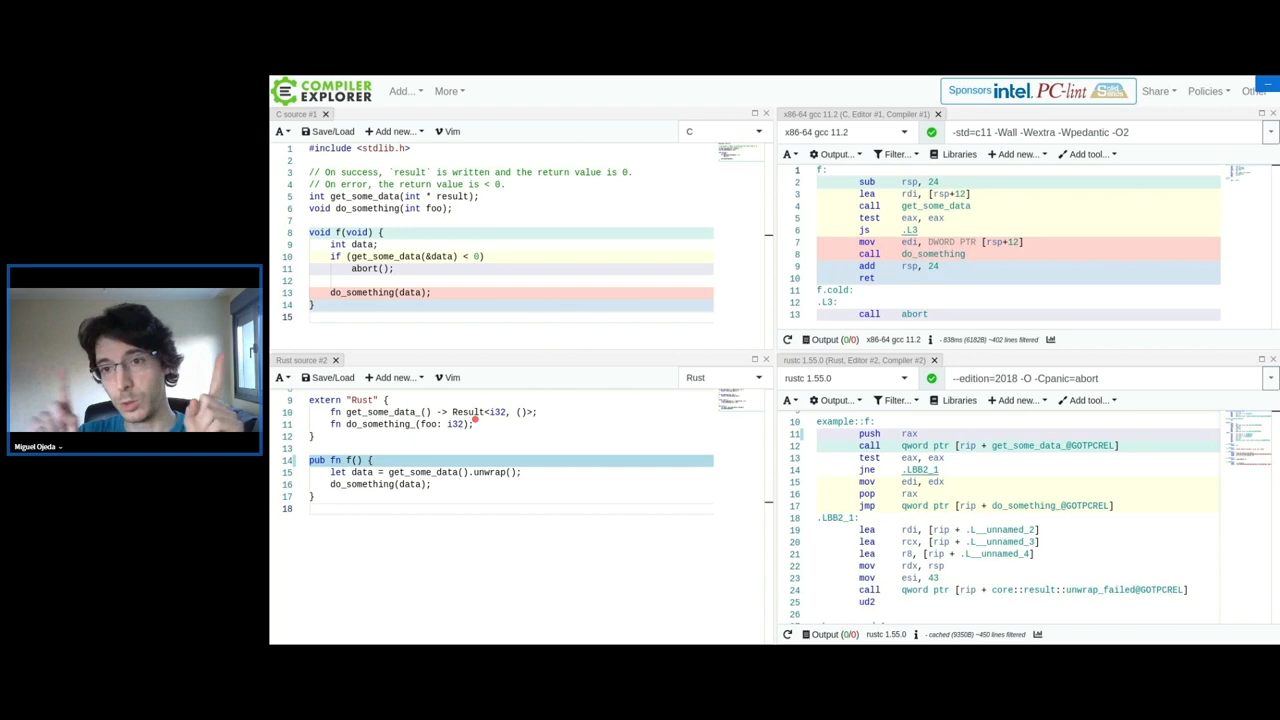 COMPILER
EXPLORER
Add...
More
Sponsors intel. PC-lint
Share
Policies
C source #1
A
Save/Load
+ Add new...
Vim
C
1 #include <stdlib.h>
2
3 // On success, `result` is written and the return value is 0.
4 // On error, the return value is < 0.
5 int get_some_data(int * result);
6 void do_something(int foo);
7
8 void f(void) {
9 int data;
10 if (get_some_data(&data) < 0)
11 abort();
12
13 do_something(data);
14 }
15
x86-64 gcc 11.2 (C, Editor #1, Compiler #1)
x86-64 gcc 11.2
-std=c11 -Wall -Wextra -Wpedantic -O2
A
Output...
Filter...
Libraries
+ Add new...
Add tool...
1 f:
2 sub rsp, 24
3 lea rdi, [rsp+12]
4 call get_some_data
5 test eax, eax
6 js .L3
7 mov edi, DWORD PTR [rsp+12]
8 call do_something
9 add rsp, 24
10 ret
11 f.cold:
12 .L3:
13 call abort
Output (0/0) x86-64 gcc 11.2 i - 838ms (6182B) ~402 lines filtered
Miguel Ojeda
Rust source #2
A
Save/Load
+ Add new...
Vim
Rust
9 extern "Rust" {
10 fn get_some_data_() -> Result<i32, ()>;
11 fn do_something_(foo: i32);
12 }
13
14 pub fn f() {
15 let data = get_some_data().unwrap();
16 do_something(data);
17 }
18
rustc 1.55.0 (Rust, Editor #2, Compiler #2)
rustc 1.55.0
--edition=2018 -O -Cpanic=abort
A
Output...
Filter...
Libraries
+ Add new...
Add tool...
10 example::f:
11 push rax
12 call qword ptr [rip + get_some_data_@GOTPCREL]
13 test eax, eax
14 jne .LBB2_1
15 mov edi, edx
16 pop rax
17 jmp qword ptr [rip + do_something_@GOTPCREL]
18 .LBB2_1:
19 lea rdi, [rip + .L__unnamed_2]
20 lea rcx, [rip + .L__unnamed_3]
21 lea r8, [rip + .L__unnamed_4]
22 mov rdx, rsp
23 mov esi, 43
24 call qword ptr [rip + core::result::unwrap_failed@GOTPCREL]
25 ud2
26
Output (0/0) rustc 1.55.0 i - cached (9350B) ~450 lines filtered